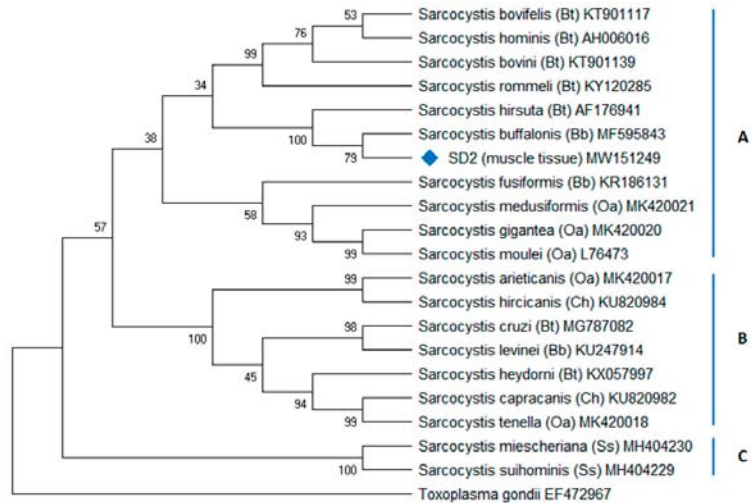 53
Sarcocystis bovifelis (Bt) KT901117
76
Sarcocystis hominis (Bt) AH006016
99
Sarcocystis bovini (Bt) KT901139
34
Sarcocystis rommeli (Bt) KY120285
Sarcocystis hirsuta (Bt) AF176941
38
100
Sarcocystis buffalonis (Bb) MF595843
A
79
SD2 (muscle tissue) MW151249
Sarcocystis fusiformis (Bb) KR186131
58
Sarcocystis medusiformis (Oa) MK420021
57
93
Sarcocystis gigantea (Oa) MK420020
99
Sarcocystis moulei (Oa) L76473
99
Sarcocystis arieticanis (Oa) MK420017
Sarcocystis hircicanis (Ch) KU820984
100
98
Sarcocystis cruzi (Bt) MG787082
B
Sarcocystis levinei (Bb) KU247914
45
Sarcocystis heydorni (Bt) KX057997
94
Sarcocystis capracanis (Ch) KU820982
99
Sarcocystis tenella (Oa) MK420018
Sarcocystis miescheriana (Ss) MH404230
C
100
Sarcocystis suihominis (Ss) MH404229
Toxoplasma gondii EF472967